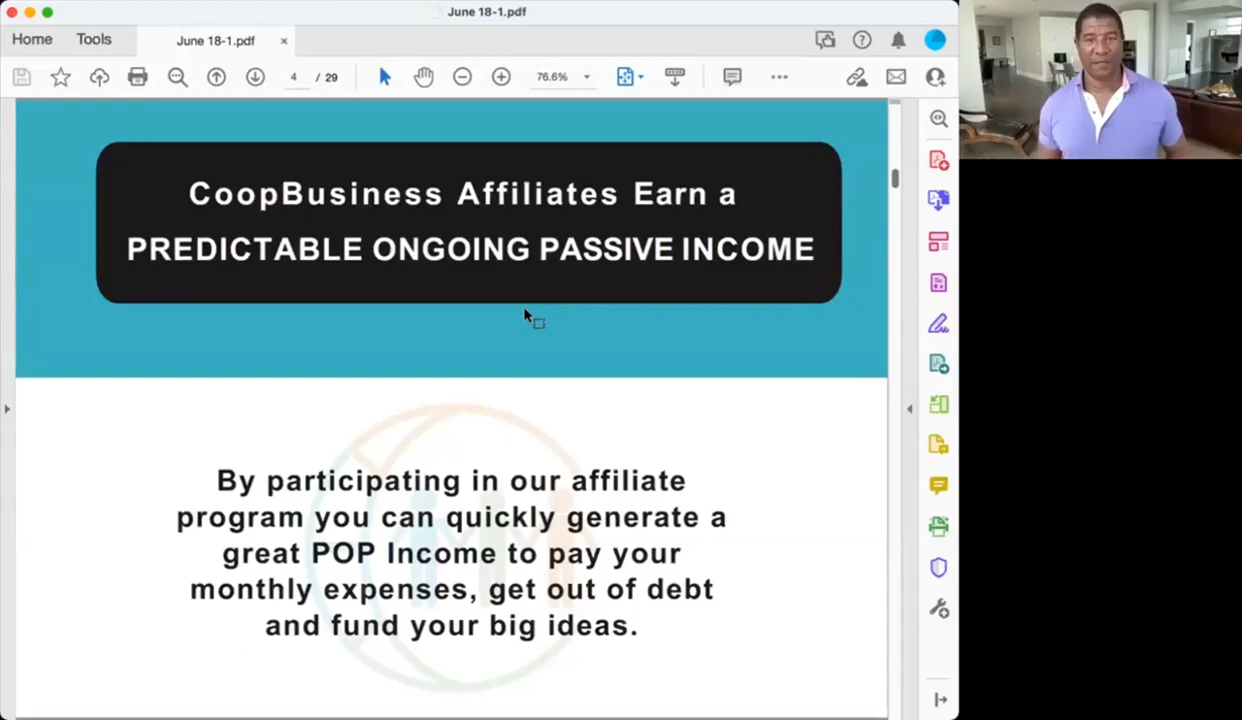 June 18-1.pdf
Home Tools June 18-1.pdf ×
4 / 29 76.6%
CoopBusiness Affiliates Earn a
PREDICTABLE ONGOING PASSIVE INCOME
By participating in our affiliate
program you can quickly generate a
great POP Income to pay your
monthly expenses, get out of debt
and fund your big ideas.